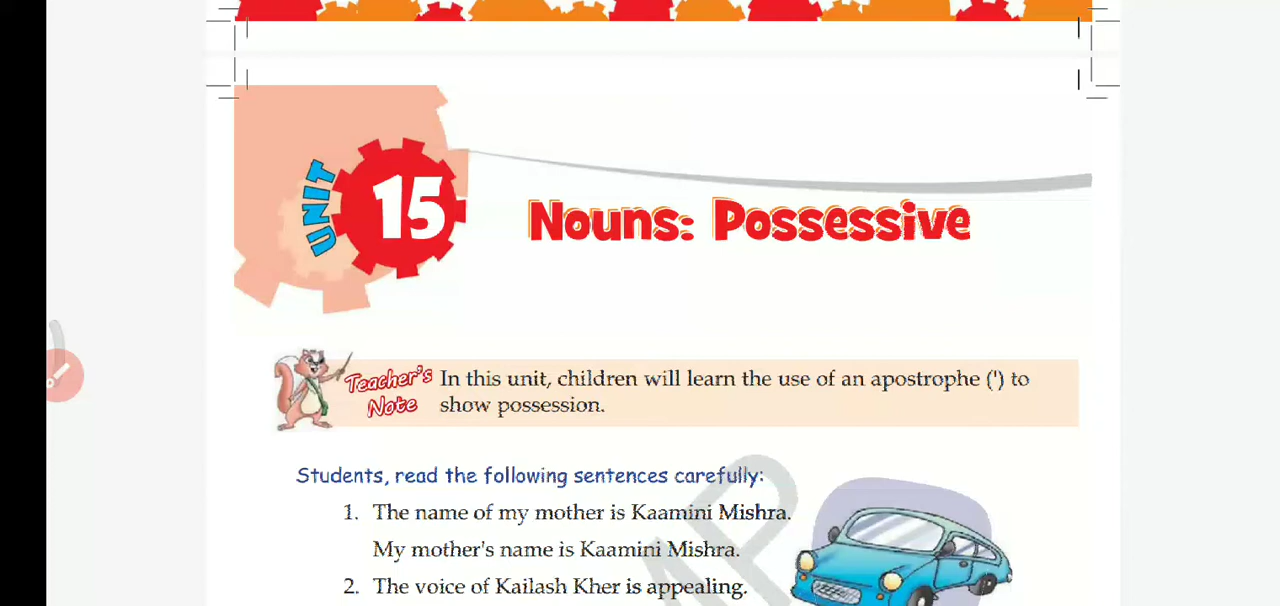 UNIT
15
Nouns: Possessive
Teacher's
Note
In this unit, children will learn the use of an apostrophe (') to
show possession.
Students, read the following sentences carefully:
1. The name of my mother is Kaamini Mishra.
My mother's name is Kaamini Mishra.
2. The voice of Kailash Kher is appealing.